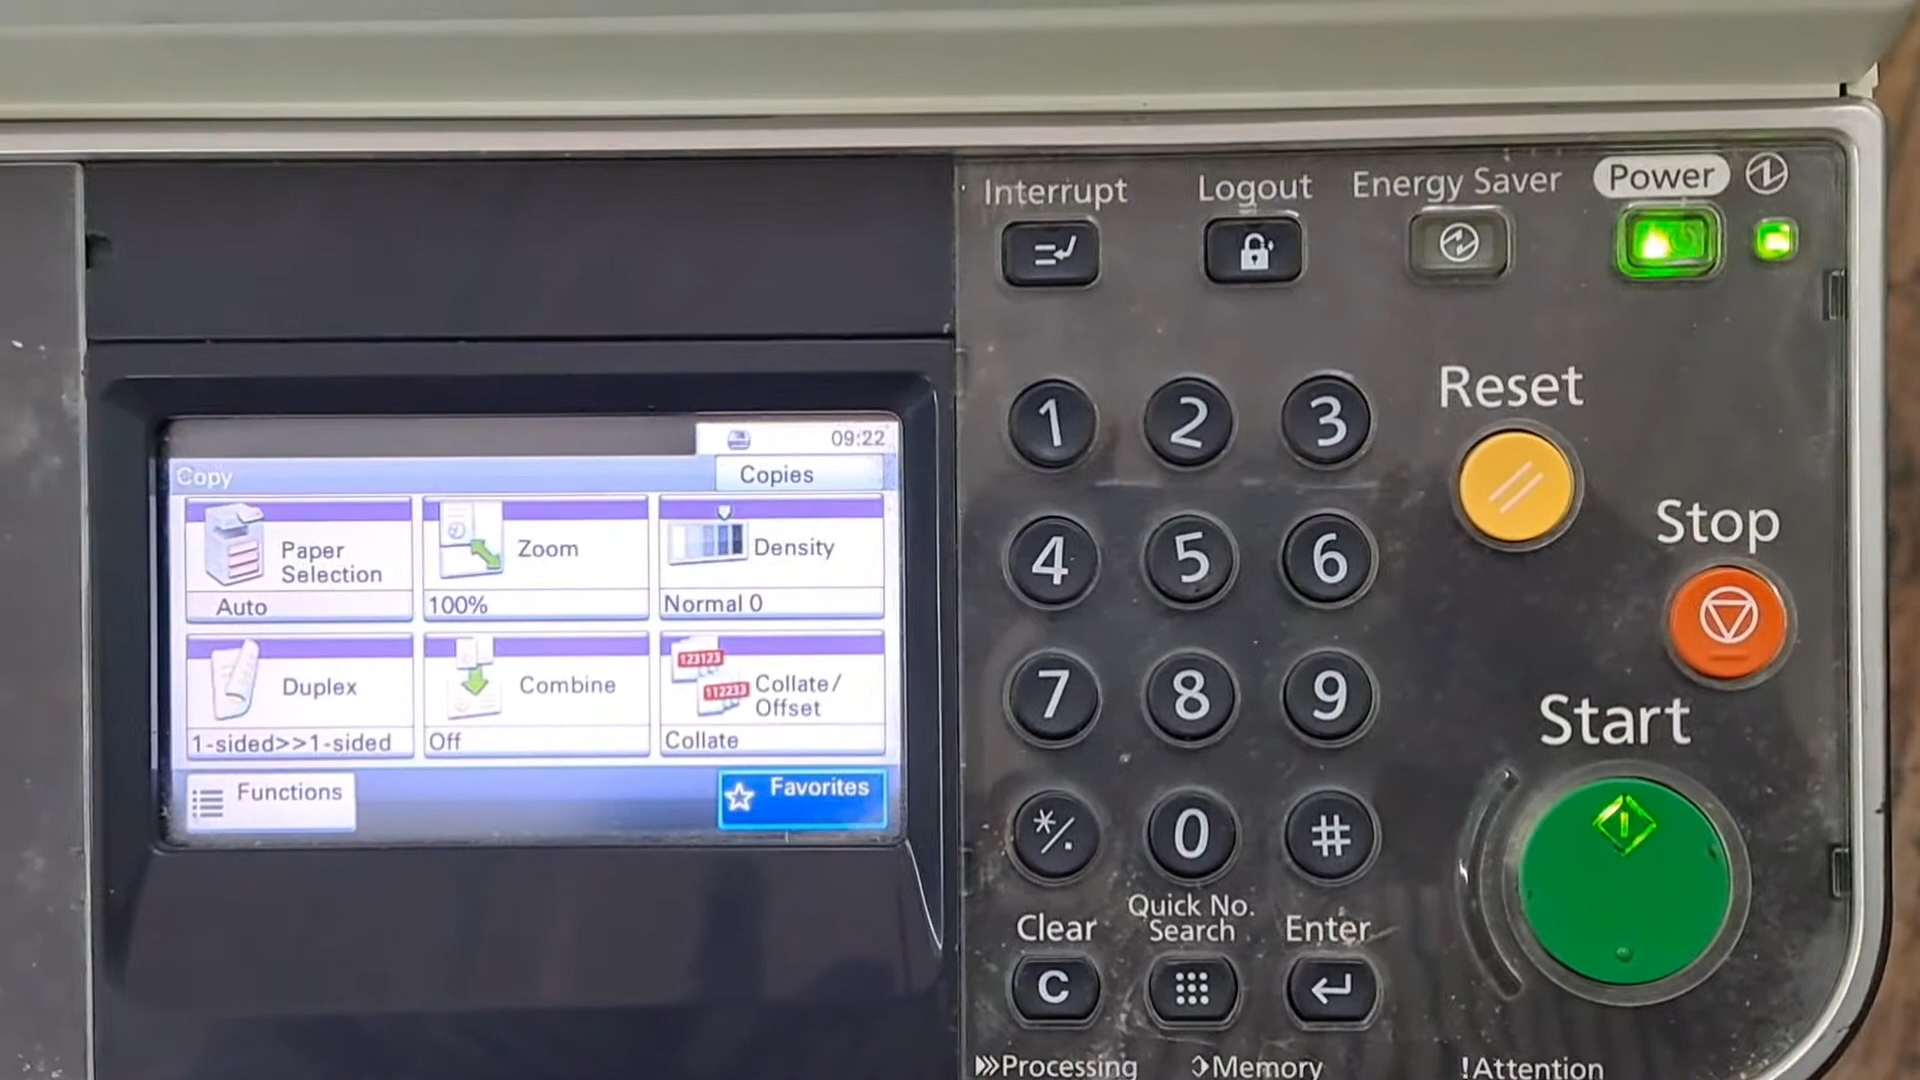 Interrupt
Logout
Energy Saver
Power
09:22
Copy
Copies
Paper
Selection
Auto
Zoom
100%
Density
Normal 0
Duplex
1-sided>>1-sided
Combine
Off
123123
112233
Collate/
Offset
Collate
Functions
Favorites
1
2
3
Reset
4
5
6
Stop
7
8
9
Start
*/.
0
#
Clear
Quick No.
Search
Enter
C
Processing
Memory
!Attention